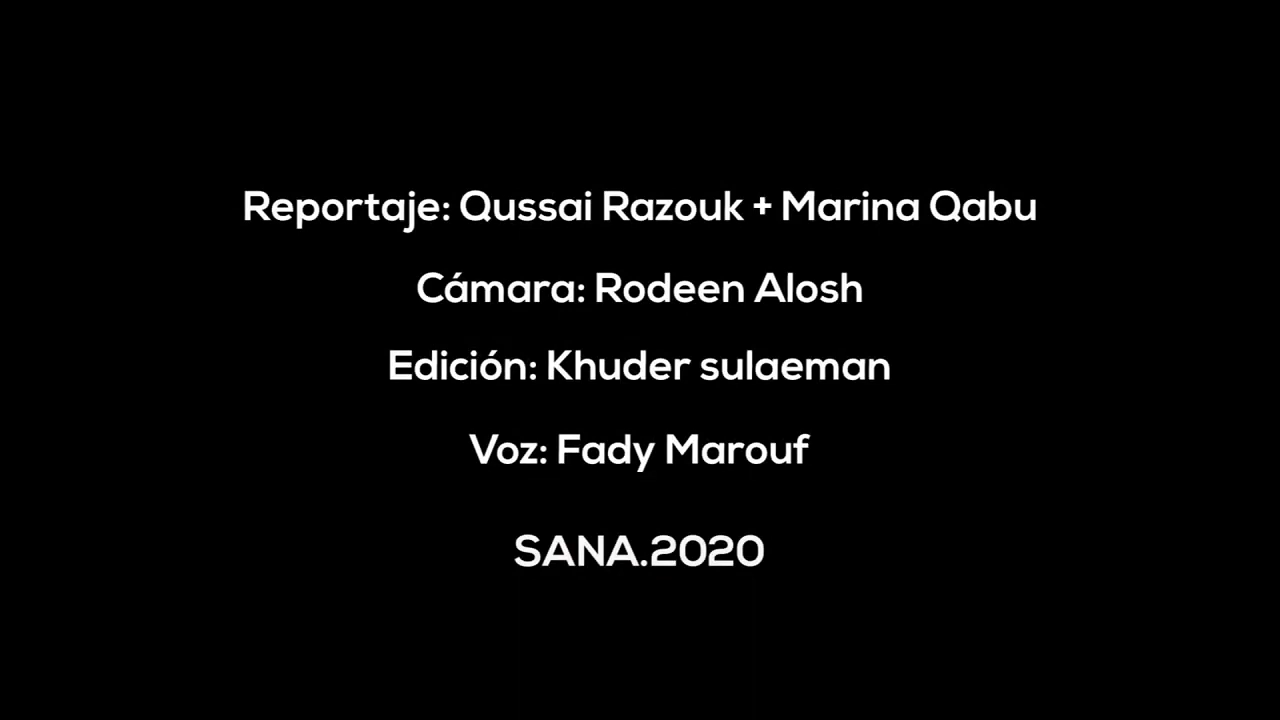 Reportaje: Qussai Razouk + Marina Qabu
Cámara: Rodeen Alosh
Edición: Khuder sulaeman
Voz: Fady Marouf
SANA.2020